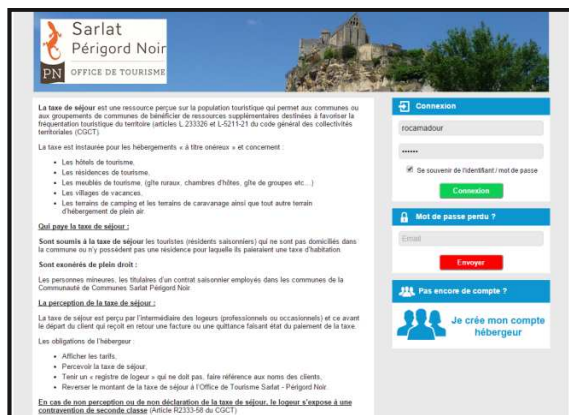 Sarlat
Périgord Noir
PN OFFICE DE TOURISME
La taxe de séjour est une ressource perçue sur la population touristique qui permet aux communes ou
aux groupements de communes de bénéficier de ressources supplémentaires destinées à favoriser la
fréquentation touristique du territoire (articles L.233326 et L-5211-21 du code général des collectivités
territoriales (CGCT).
La taxe est instaurée pour les hébergements « à titre onéreux » et concernent :
Les hôtels de tourisme,
Les résidences de tourisme,
Les meublés de tourisme, (gîte ruraux, chambres d'hôtes, gîte de groupes etc...)
Les villages de vacances,
Les terrains de camping et les terrains de caravanage ainsi que tout autre terrain
d'hébergement de plein air.
Qui paye la taxe de séjour :
Sont soumis à la taxe de séjour les touristes (résidents saisonniers) qui ne sont pas domiciliés dans
la commune ou n'y possèdent pas une résidence pour laquelle ils paieraient une taxe d'habitation.
Sont exonérés de plein droit :
Les personnes mineures, les titulaires d'un contrat saisonnier employés dans les communes de la
Communauté de Communes Sarlat Périgord Noir.
La perception de la taxe de séjour :
La taxe de séjour est perçu par l'intermédiaire des logeurs (professionnels ou occasionnels) et ce avant
le départ du client qui reçoit en retour une facture ou une quittance faisant état du paiement de la taxe.
Les obligations de l'hébergeur :
Afficher les tarifs,
Percevoir la taxe de séjour,
Tenir un « registre de logeur » qui ne doit pas, faire référence aux noms des clients,
Reverser le montant de la taxe de séjour à l'Office de Tourisme Sarlat - Périgord Noir.
En cas de non perception ou de non déclaration de la taxe de séjour, le logeur s'expose à une
contravention de seconde classe (Article R2333-58 du CGCT)
Connexion
rocamadour
••••••
Se souvenir de l'identifiant / mot de passe
Connexion
Mot de passe perdu ?
Email
Envoyer
Pas encore de compte ?
Je crée mon compte
hébergeur